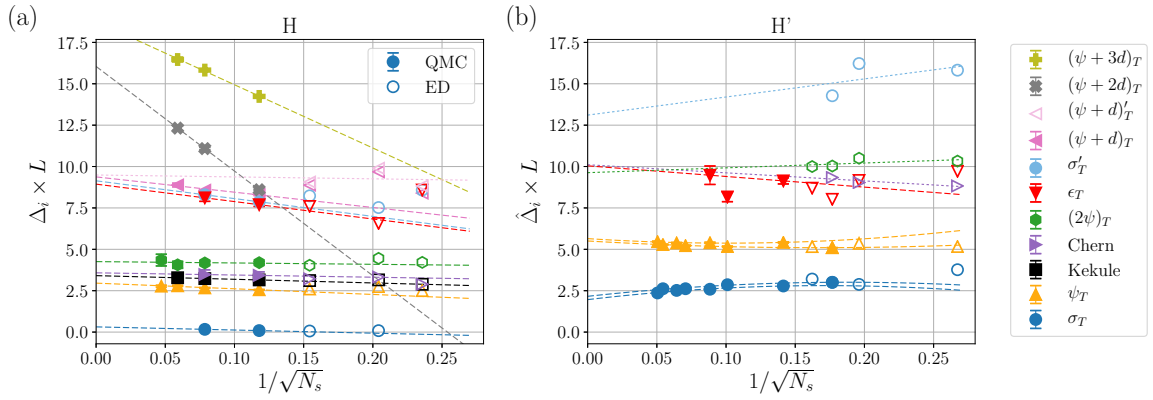 (a)
H
17.5
15.0
12.5
10.0
7.5
5.0
2.5
0.0
Δ_i × L
0.00 0.05 0.10 0.15 0.20 0.25
1/√N_s
QMC
ED
(b)
H'
17.5
15.0
12.5
10.0
7.5
5.0
2.5
0.0
Δ̂_i × L
0.00 0.05 0.10 0.15 0.20 0.25
1/√N_s
(ψ + 3d)_T
(ψ + 2d)_T
(ψ + d)′_T
(ψ + d)_T
σ′_T
ϵ_T
(2ψ)_T
Chern
Kekule
ψ_T
σ_T